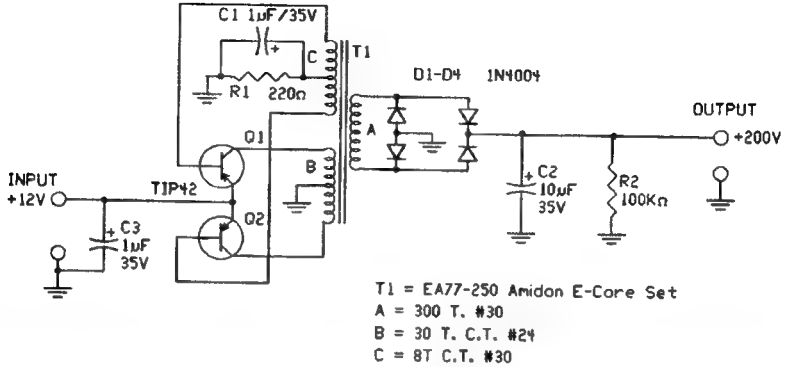 C1 1µF/35V
C
T1
R1
220Ω
D1-D4 1N4004
A
OUTPUT
+200V
Q1
B
INPUT
+12V
TIP42
Q2
+ C3
1µF
35V
+ C2
10µF
35V
R2
100KΩ
T1 = EA77-250 Amidon E-Core Set
A = 300 T. #30
B = 30 T. C.T. #24
C = 8T C.T. #30